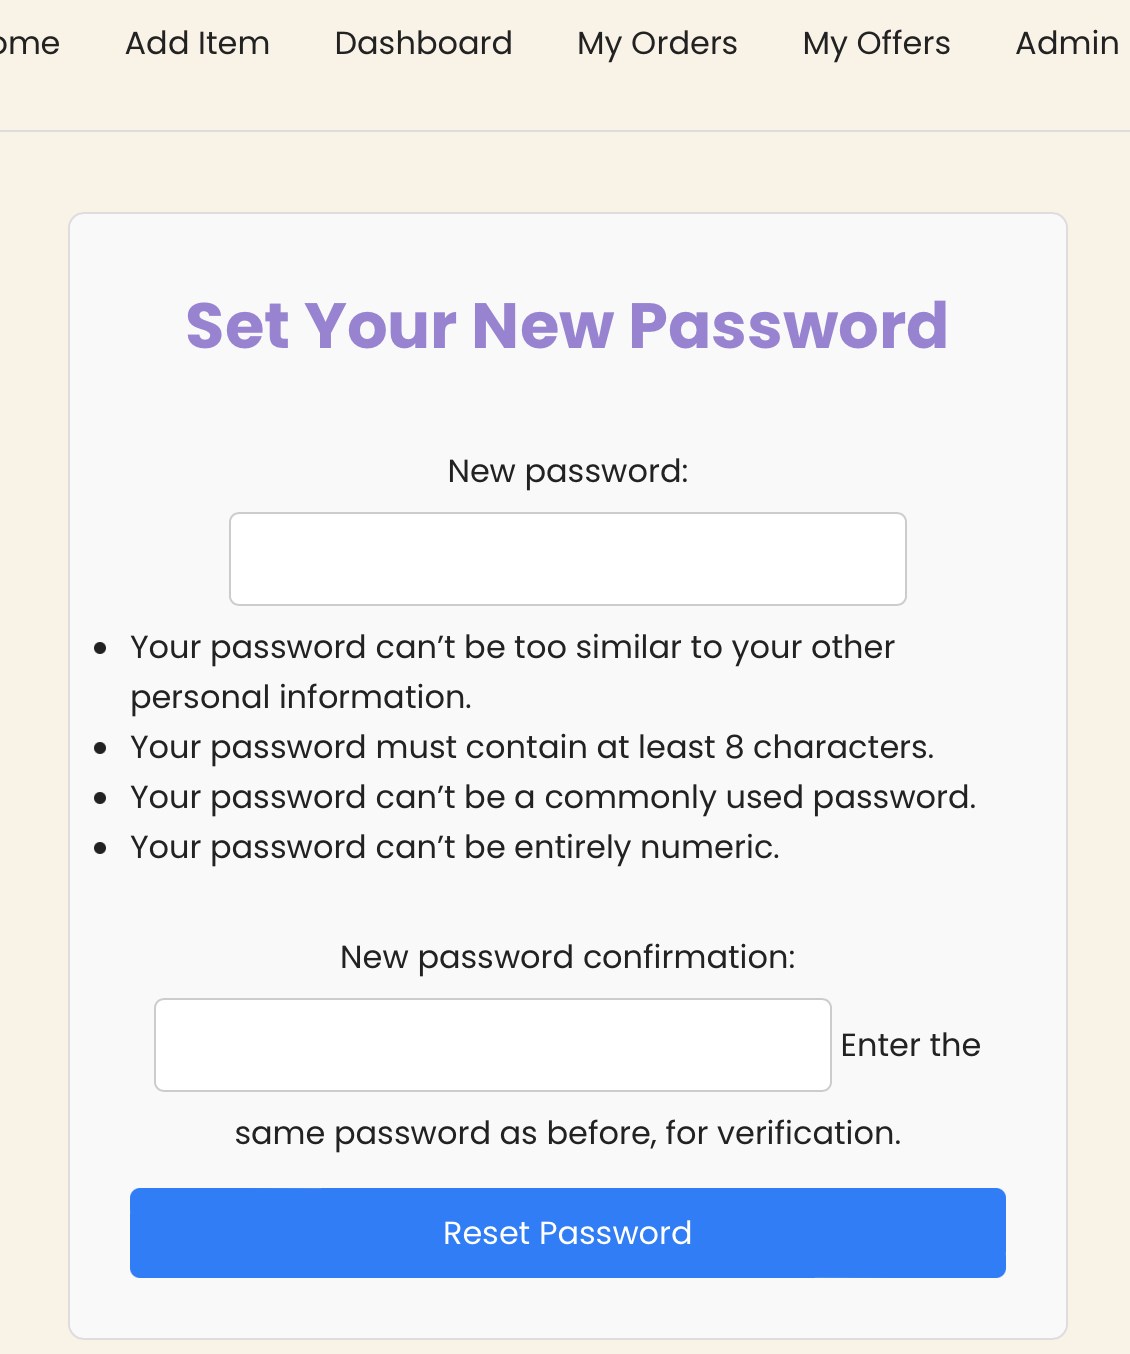 ome Add Item Dashboard My Orders My Offers Admin
Set Your New Password
New password:
• Your password can’t be too similar to your other
personal information.
• Your password must contain at least 8 characters.
• Your password can’t be a commonly used password.
• Your password can’t be entirely numeric.
New password confirmation:
Enter the
same password as before, for verification.
Reset Password